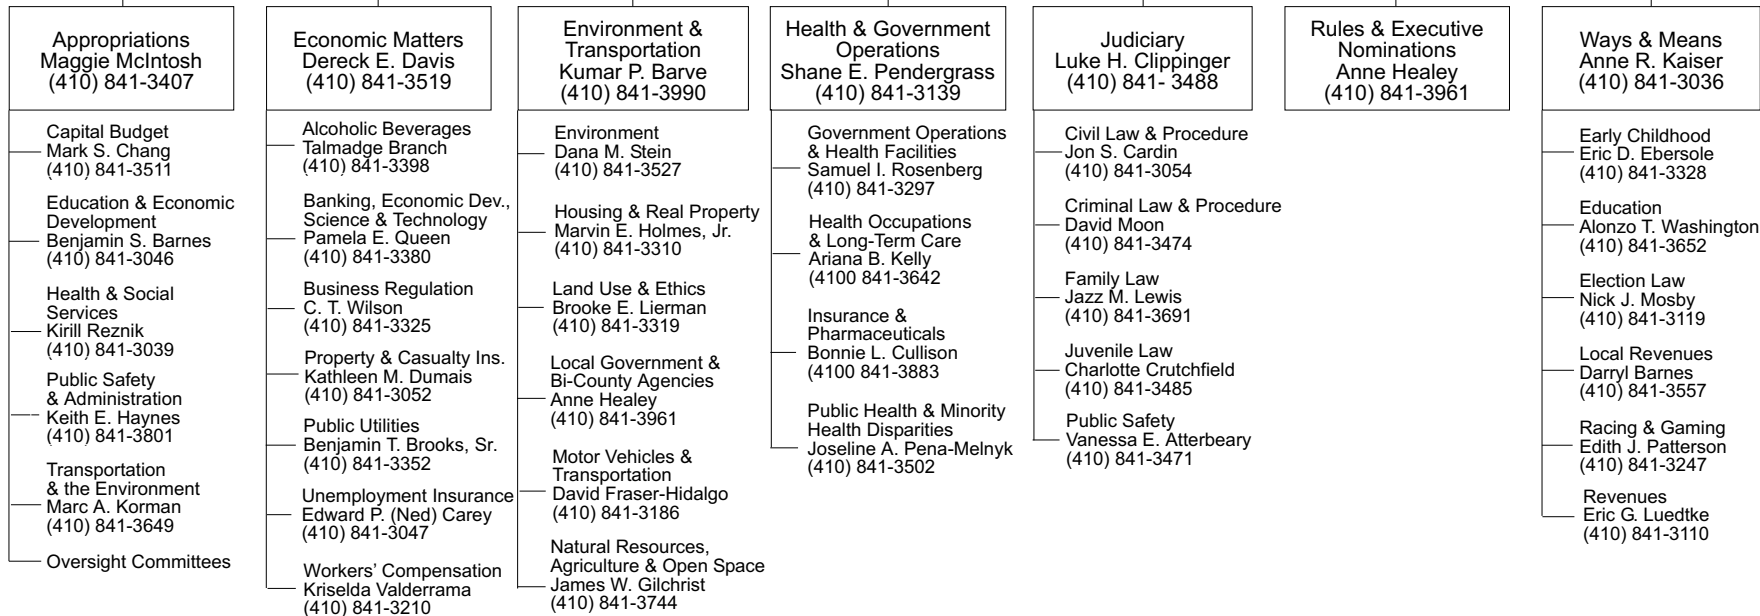 Appropriations
Maggie McIntosh
(410) 841-3407
Capital Budget
Mark S. Chang
(410) 841-3511
Education & Economic
Development
Benjamin S. Barnes
(410) 841-3046
Health & Social
Services
Kirill Reznik
(410) 841-3039
Public Safety
& Administration
Keith E. Haynes
(410) 841-3801
Transportation
& the Environment
Marc A. Korman
(410) 841-3649
Oversight Committees
Economic Matters
Dereck E. Davis
(410) 841-3519
Alcoholic Beverages
Talmadge Branch
(410) 841-3398
Banking, Economic Dev.,
Science & Technology
Pamela E. Queen
(410) 841-3380
Business Regulation
C. T. Wilson
(410) 841-3325
Property & Casualty Ins.
Kathleen M. Dumais
(410) 841-3052
Public Utilities
Benjamin T. Brooks, Sr.
(410) 841-3352
Unemployment Insurance
Edward P. (Ned) Carey
(410) 841-3047
Workers' Compensation
Kriselda Valderrama
(410) 841-3210
Environment &
Transportation
Kumar P. Barve
(410) 841-3990
Environment
Dana M. Stein
(410) 841-3527
Housing & Real Property
Marvin E. Holmes, Jr.
(410) 841-3310
Land Use & Ethics
Brooke E. Lierman
(410) 841-3319
Local Government &
Bi-County Agencies
Anne Healey
(410) 841-3961
Motor Vehicles &
Transportation
David Fraser-Hidalgo
(410) 841-3186
Natural Resources,
Agriculture & Open Space
James W. Gilchrist
(410) 841-3744
Health & Government
Operations
Shane E. Pendergrass
(410) 841-3139
Government Operations
& Health Facilities
Samuel I. Rosenberg
(410) 841-3297
Health Occupations
& Long-Term Care
Ariana B. Kelly
(4100 841-3642
Insurance &
Pharmaceuticals
Bonnie L. Cullison
(4100 841-3883
Public Health & Minority
Health Disparities
Joseline A. Pena-Melnyk
(410) 841-3502
Judiciary
Luke H. Clippinger
(410) 841- 3488
Civil Law & Procedure
Jon S. Cardin
(410) 841-3054
Criminal Law & Procedure
David Moon
(410) 841-3474
Family Law
Jazz M. Lewis
(410) 841-3691
Juvenile Law
Charlotte Crutchfield
(410) 841-3485
Public Safety
Vanessa E. Atterbeary
(410) 841-3471
Rules & Executive
Nominations
Anne Healey
(410) 841-3961
Ways & Means
Anne R. Kaiser
(410) 841-3036
Early Childhood
Eric D. Ebersole
(410) 841-3328
Education
Alonzo T. Washington
(410) 841-3652
Election Law
Nick J. Mosby
(410) 841-3119
Local Revenues
Darryl Barnes
(410) 841-3557
Racing & Gaming
Edith J. Patterson
(410) 841-3247
Revenues
Eric G. Luedtke
(410) 841-3110